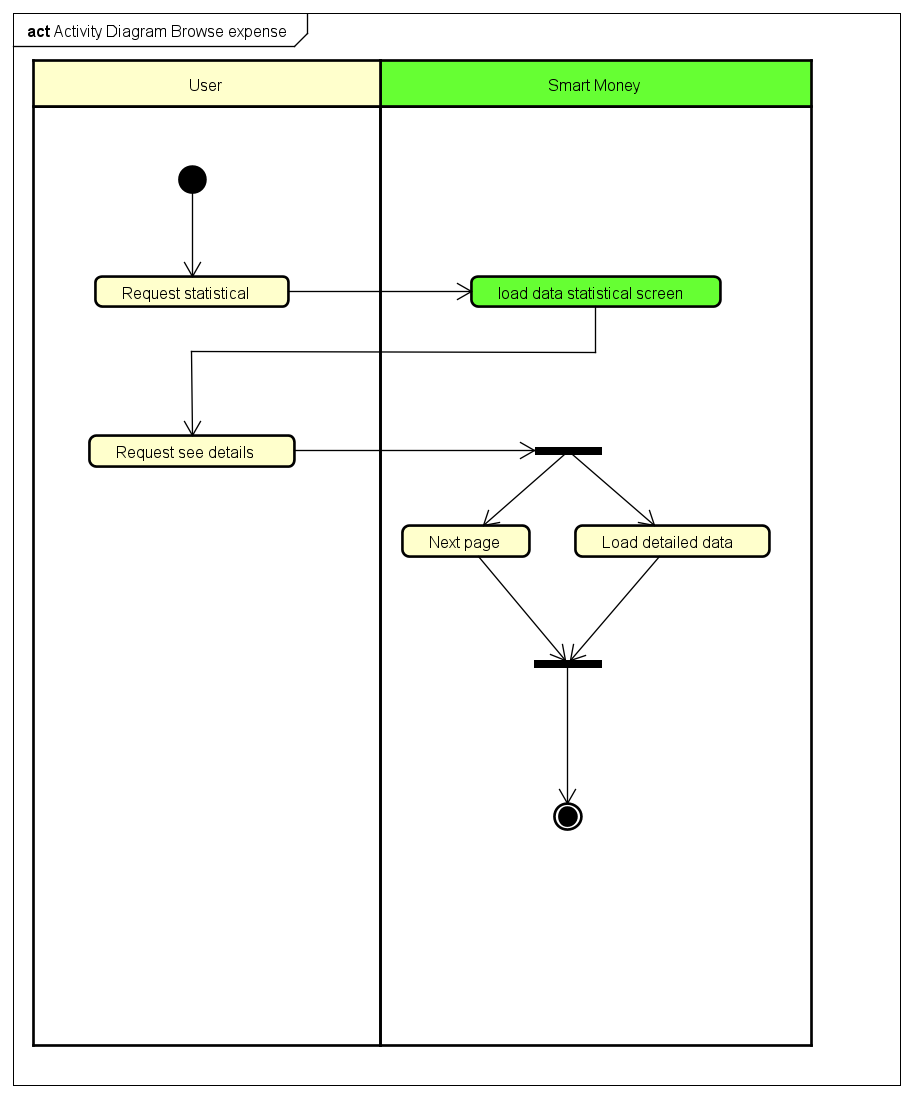 act Activity Diagram Browse expense
User
Smart Money
Request statistical
load data statistical screen
Request see details
Next page
Load detailed data